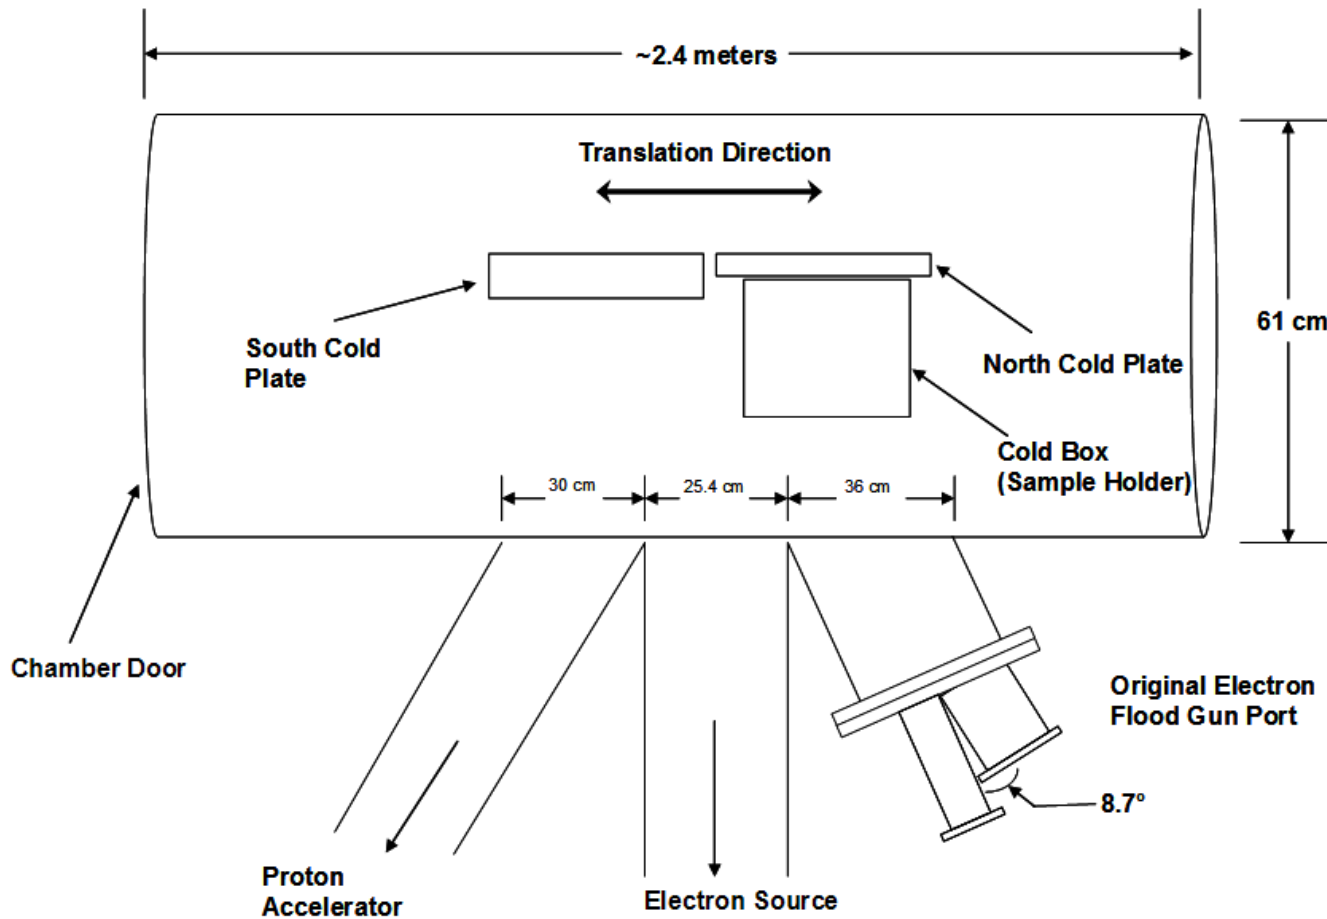 ~2.4 meters
Translation Direction
61 cm
South Cold
Plate
North Cold Plate
Cold Box
(Sample Holder)
30 cm
25.4 cm
36 cm
Chamber Door
Original Electron
Flood Gun Port
8.7°
Proton
Accelerator
Electron Source